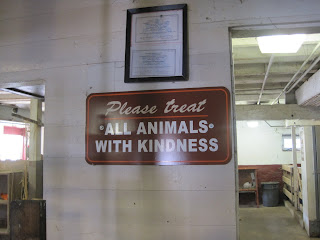 Please treat
•ALL ANIMALS•
WITH KINDNESS